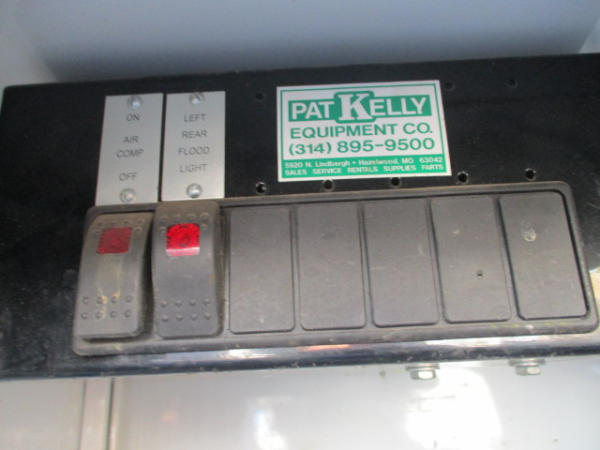 ON
AIR
COMP
OFF
LEFT
REAR
FLOOD
LIGHT
PAT KELLY
EQUIPMENT CO.
(314) 895-9500
5920 N. Lindbergh • Hazelwood, MO 63042
SALES SERVICE RENTALS SUPPLIES PARTS